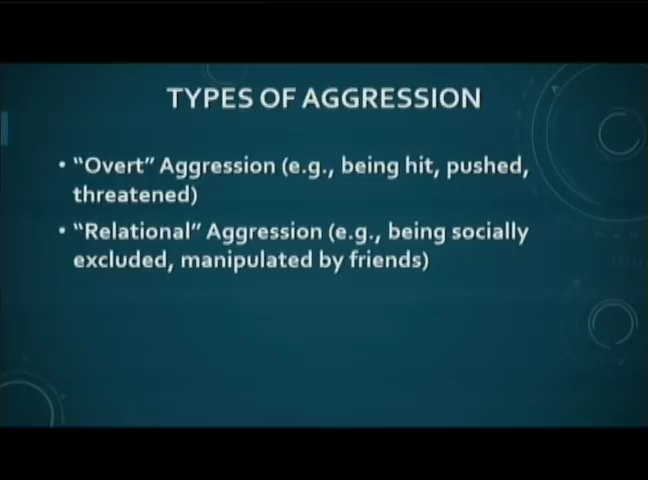 TYPES OF AGGRESSION
• “Overt” Aggression (e.g., being hit, pushed,
threatened)
• “Relational” Aggression (e.g., being socially
excluded, manipulated by friends)